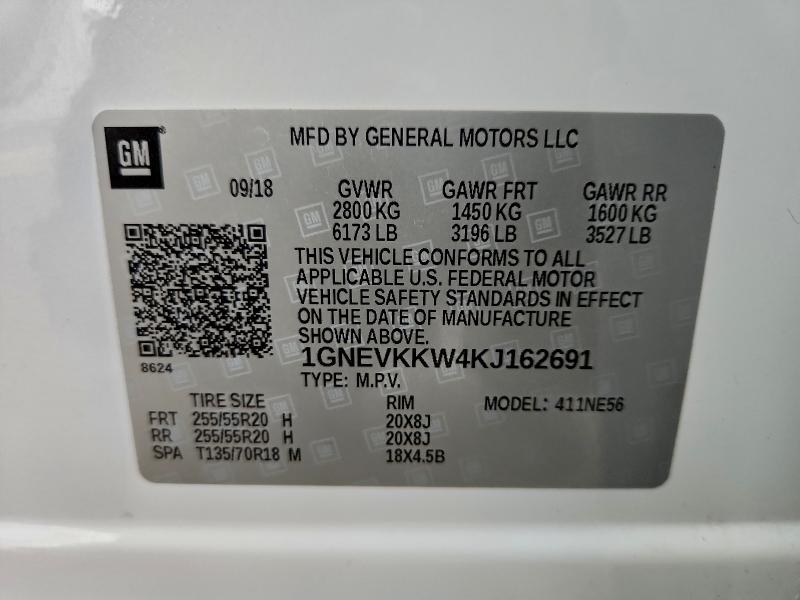 GM
MFD BY GENERAL MOTORS LLC
09/18 GVWR GAWR FRT GAWR RR
2800 KG 1450 KG 1600 KG
6173 LB 3196 LB 3527 LB
THIS VEHICLE CONFORMS TO ALL
APPLICABLE U.S. FEDERAL MOTOR
VEHICLE SAFETY STANDARDS IN EFFECT
ON THE DATE OF MANUFACTURE
SHOWN ABOVE.
8624
1GNEVKKW4KJ162691
TYPE: M.P.V.
TIRE SIZE RIM MODEL: 411NE56
FRT 255/55R20 H 20X8J
RR 255/55R20 H 20X8J
SPA T135/70R18 M 18X4.5B